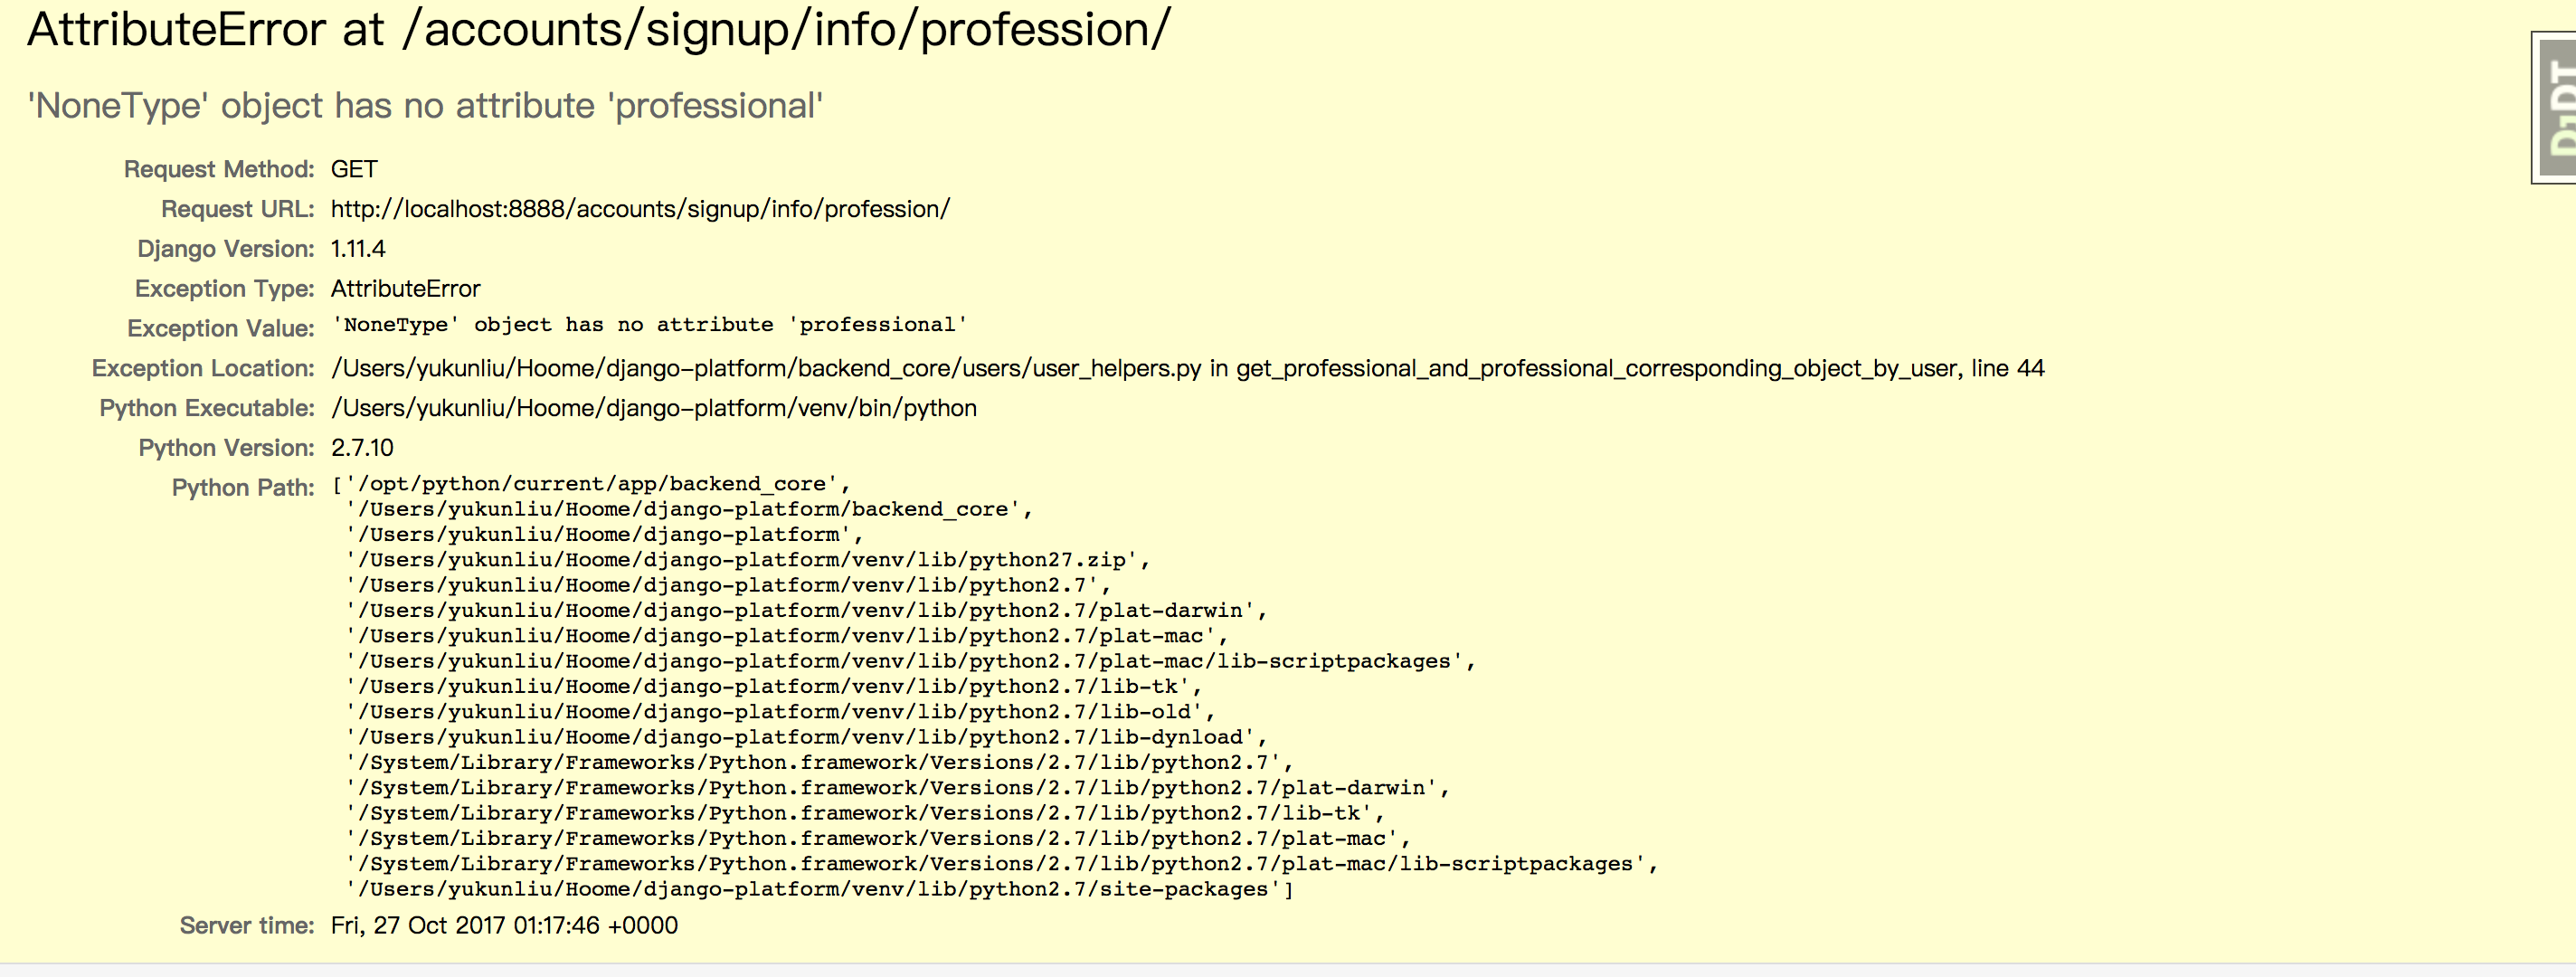 AttributeError at /accounts/signup/info/profession/
'NoneType' object has no attribute 'professional'
Request Method: GET
Request URL: http://localhost:8888/accounts/signup/info/profession/
Django Version: 1.11.4
Exception Type: AttributeError
Exception Value: 'NoneType' object has no attribute 'professional'
Exception Location: /Users/yukunliu/Hoome/django-platform/backend_core/users/user_helpers.py in get_professional_and_professional_corresponding_object_by_user, line 44
Python Executable: /Users/yukunliu/Hoome/django-platform/venv/bin/python
Python Version: 2.7.10
Python Path: ['/opt/python/current/app/backend_core',
'/Users/yukunliu/Hoome/django-platform/backend_core',
'/Users/yukunliu/Hoome/django-platform',
'/Users/yukunliu/Hoome/django-platform/venv/lib/python27.zip',
'/Users/yukunliu/Hoome/django-platform/venv/lib/python2.7',
'/Users/yukunliu/Hoome/django-platform/venv/lib/python2.7/plat-darwin',
'/Users/yukunliu/Hoome/django-platform/venv/lib/python2.7/plat-mac',
'/Users/yukunliu/Hoome/django-platform/venv/lib/python2.7/plat-mac/lib-scriptpackages',
'/Users/yukunliu/Hoome/django-platform/venv/lib/python2.7/lib-tk',
'/Users/yukunliu/Hoome/django-platform/venv/lib/python2.7/lib-old',
'/Users/yukunliu/Hoome/django-platform/venv/lib/python2.7/lib-dynload',
'/System/Library/Frameworks/Python.framework/Versions/2.7/lib/python2.7',
'/System/Library/Frameworks/Python.framework/Versions/2.7/lib/python2.7/plat-darwin',
'/System/Library/Frameworks/Python.framework/Versions/2.7/lib/python2.7/lib-tk',
'/System/Library/Frameworks/Python.framework/Versions/2.7/lib/python2.7/plat-mac',
'/System/Library/Frameworks/Python.framework/Versions/2.7/lib/python2.7/plat-mac/lib-scriptpackages',
'/Users/yukunliu/Hoome/django-platform/venv/lib/python2.7/site-packages']
Server time: Fri, 27 Oct 2017 01:17:46 +0000
DjDT